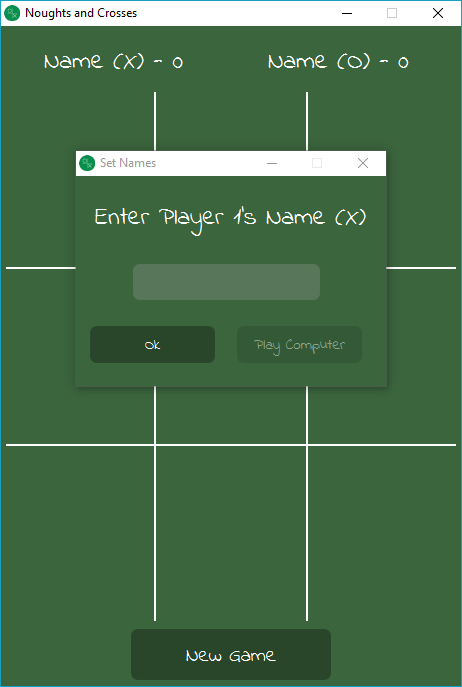 Noughts and Crosses
Name (X) - 0
Name (O) - 0
Set Names
Enter Player 1's Name (X)
Ok
Play Computer
New Game